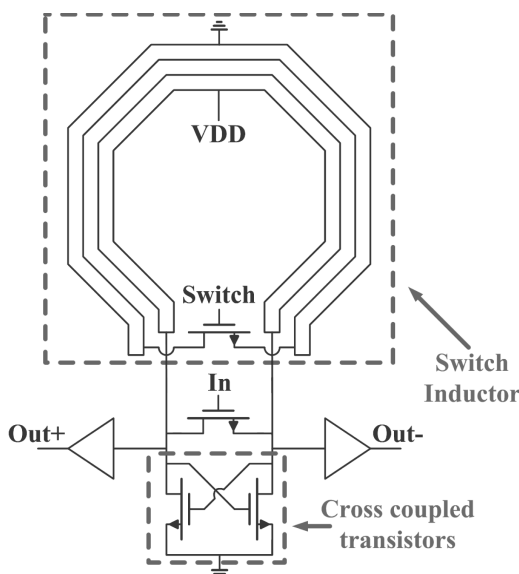 VDD
Switch
Switch
Inductor
In
Out+
Out-
Cross coupled
transistors